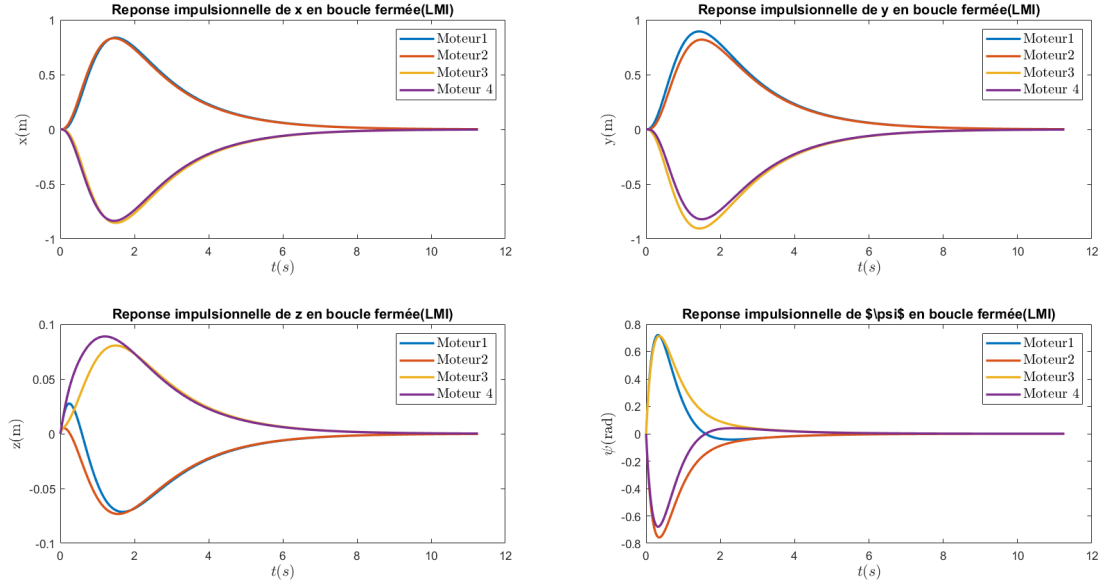 Reponse impulsionnelle de x en boucle fermée(LMI)
1
0.5
0
-0.5
-1
x(m)
0 2 4 6 8 10 12
t(s)
Moteur1
Moteur2
Moteur3
Moteur 4
Reponse impulsionnelle de y en boucle fermée(LMI)
1
0.5
0
-0.5
-1
y(m)
0 2 4 6 8 10 12
t(s)
Moteur1
Moteur2
Moteur3
Moteur 4
Reponse impulsionnelle de z en boucle fermée(LMI)
0.1
0.05
0
-0.05
-0.1
z(m)
0 2 4 6 8 10 12
t(s)
Moteur1
Moteur2
Moteur3
Moteur 4
Reponse impulsionnelle de $\psi$ en boucle fermée(LMI)
0.8
0.6
0.4
0.2
0
-0.2
-0.4
-0.6
-0.8
ψ(rad)
0 2 4 6 8 10 12
t(s)
Moteur1
Moteur2
Moteur3
Moteur 4